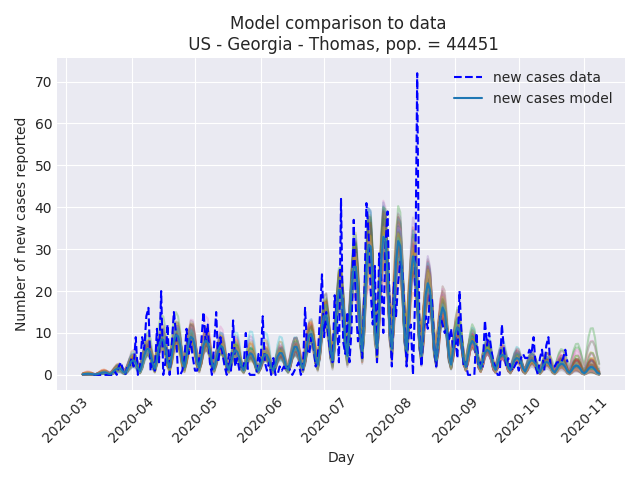 Model comparison to data
US - Georgia - Thomas, pop. = 44451
new cases data
new cases model
Number of new cases reported
70
60
50
40
30
20
10
0
2020-03
2020-04
2020-05
2020-06
2020-07
2020-08
2020-09
2020-10
2020-11
Day